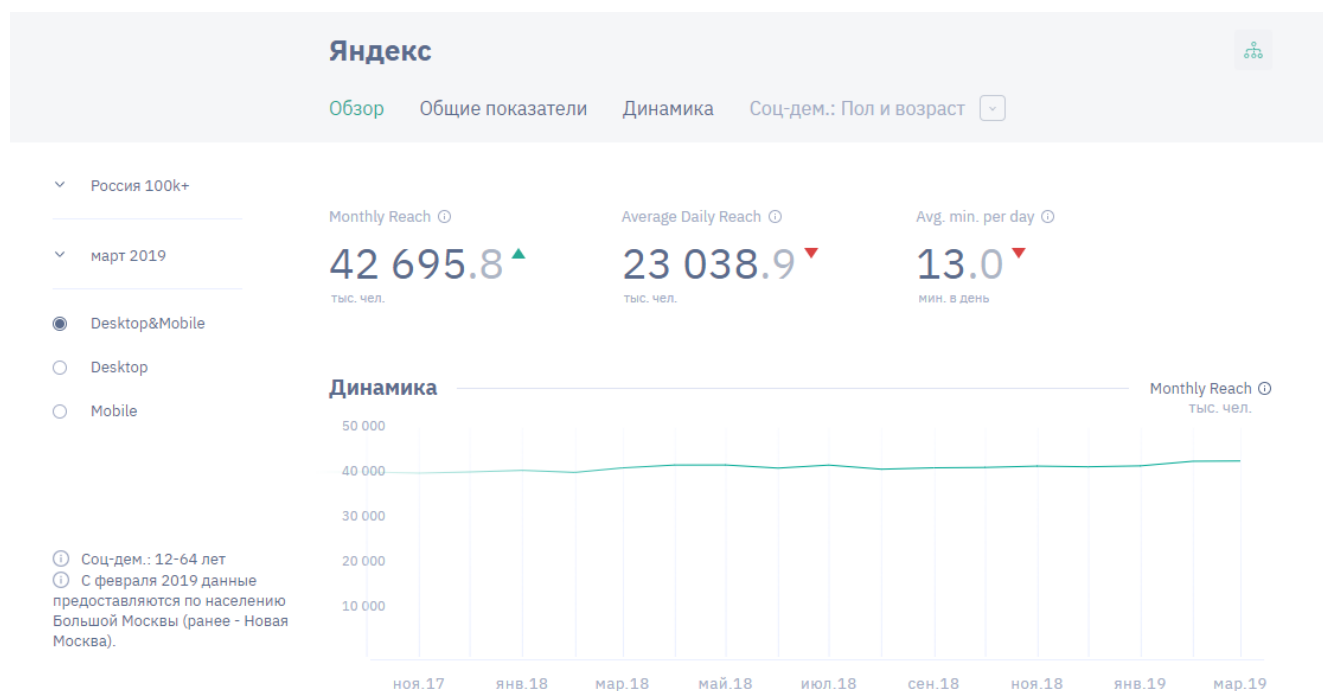 Яндекс
Обзор Общие показатели Динамика Соц-дем.: Пол и возраст
Россия 100k+
март 2019
Desktop&Mobile
Desktop
Mobile
Соц-дем.: 12-64 лет
С февраля 2019 данные
предоставляются по населению
Большой Москвы (ранее - Новая
Москва).
Monthly Reach
42 695.8
тыс. чел.
Average Daily Reach
23 038.9
тыс. чел.
Avg. min. per day
13.0
мин. в день
Динамика
Monthly Reach
тыс. чел.
50 000
40 000
30 000
20 000
10 000
ноя.17 янв.18 мар.18 май.18 июл.18 сен.18 ноя.18 янв.19 мар.19